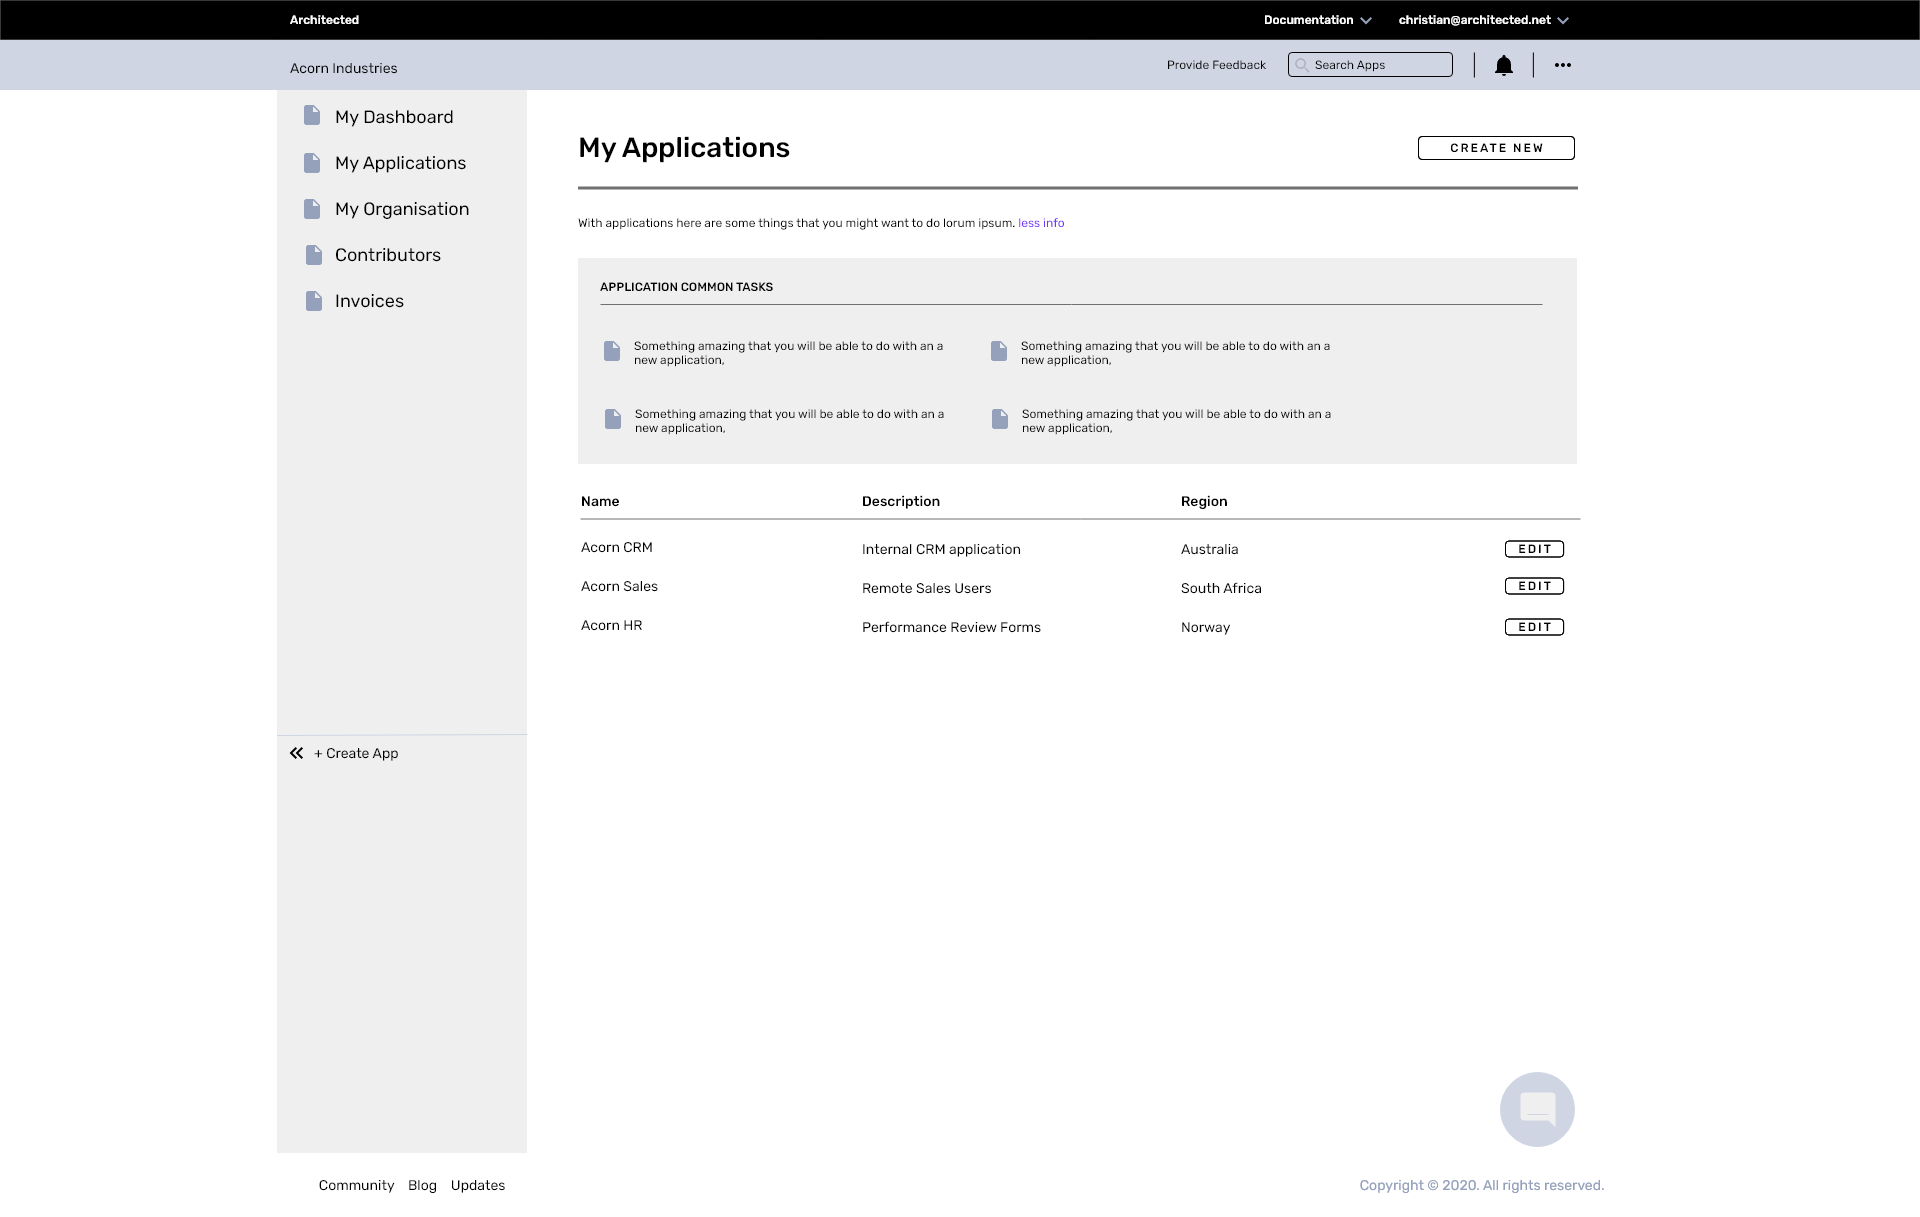 Architected
Documentation
christian@architected.net
Acorn Industries
Provide Feedback
Search Apps
My Dashboard
My Applications
My Organisation
Contributors
Invoices
+ Create App
My Applications
CREATE NEW
With applications here are some things that you might want to do lorum ipsum. less info
APPLICATION COMMON TASKS
Something amazing that you will be able to do with an a
new application,
Something amazing that you will be able to do with an a
new application,
Something amazing that you will be able to do with an a
new application,
Something amazing that you will be able to do with an a
new application,
Name Description Region
Acorn CRM Internal CRM application Australia EDIT
Acorn Sales Remote Sales Users South Africa EDIT
Acorn HR Performance Review Forms Norway EDIT
Community Blog Updates
Copyright © 2020. All rights reserved.